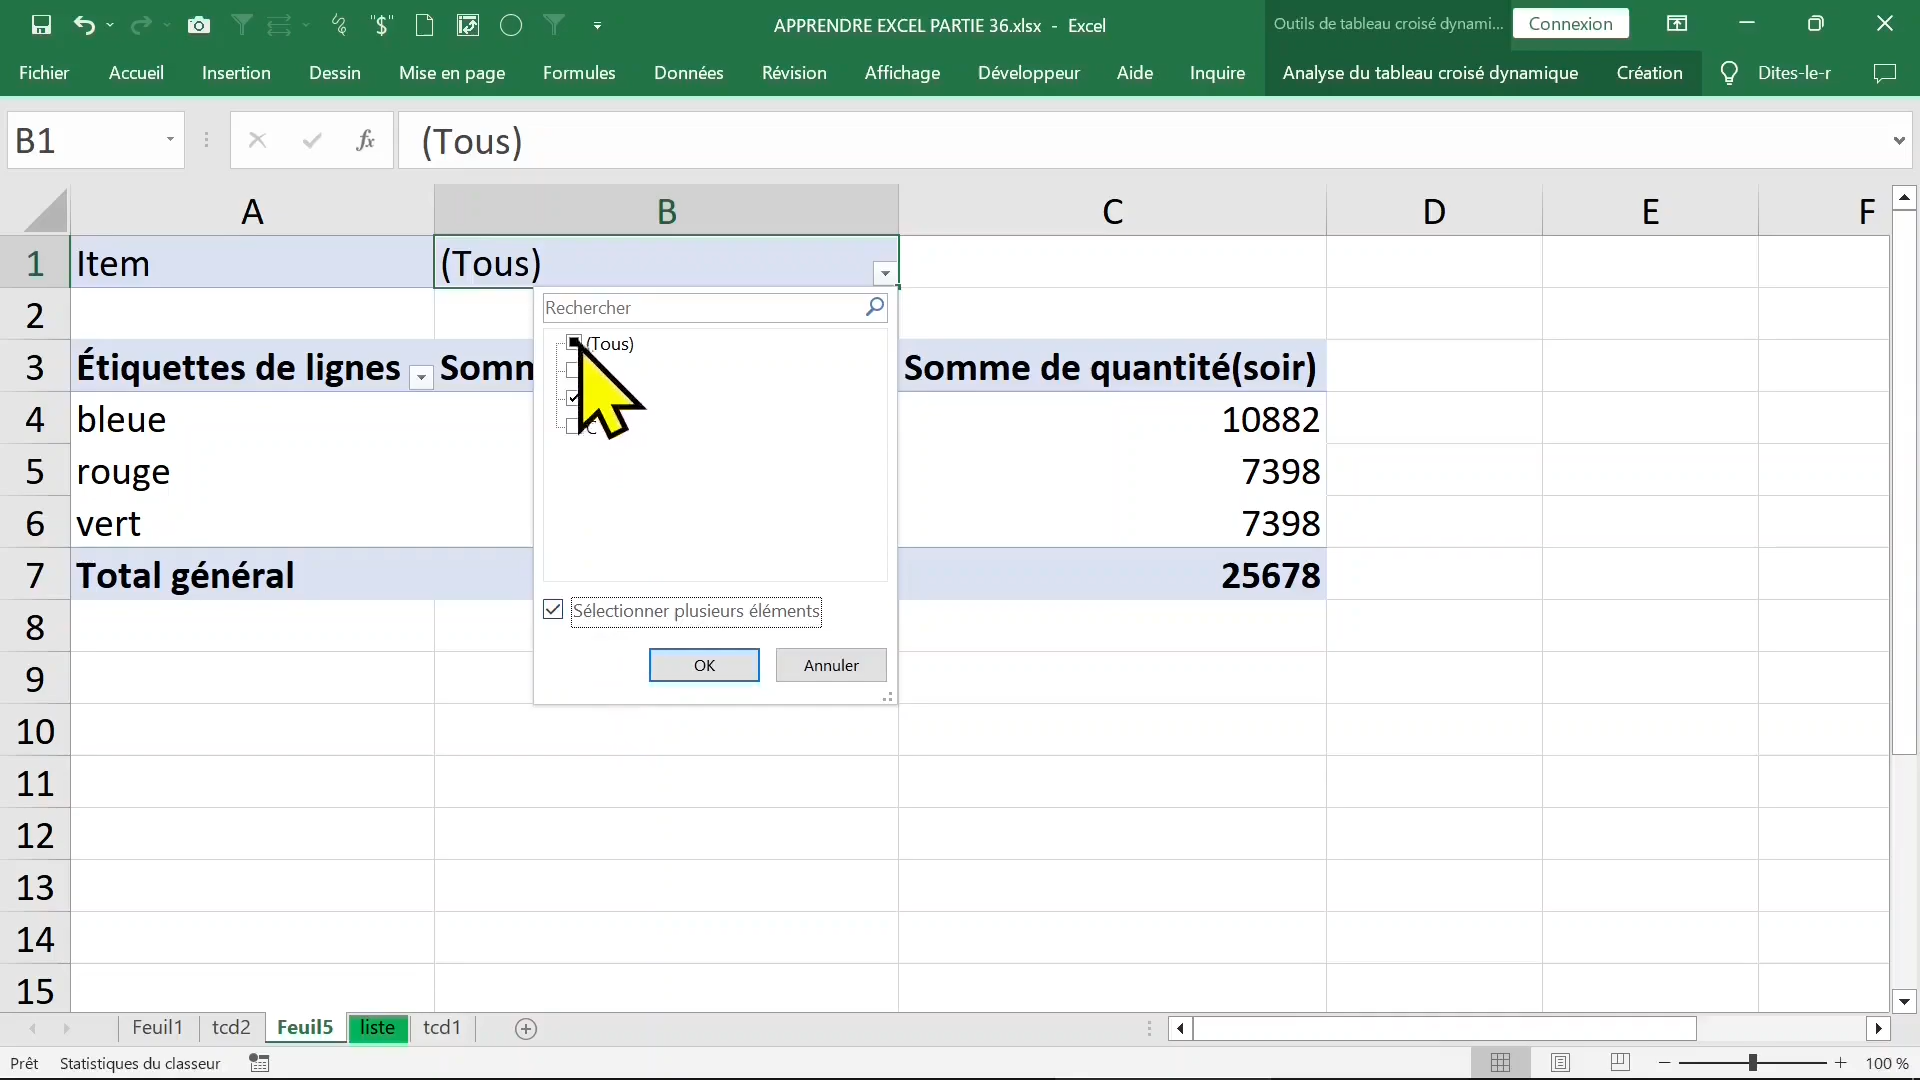 APPRENDRE EXCEL PARTIE 36.xlsx - Excel
Outils de tableau croisé dynami...
Connexion
Fichier Accueil Insertion Dessin Mise en page Formules Données Révision Affichage Développeur Aide Inquire Analyse du tableau croisé dynamique Création Dites-le-r
B1 fx (Tous)
A B C D E F
1 Item (Tous)
2
Rechercher
(Tous)
3 Étiquettes de lignes Somm Somme de quantité(soir)
4 bleue 10882
C
5 rouge 7398
6 vert 7398
7 Total général 25678
8
Sélectionner plusieurs éléments
OK Annuler
9
10
11
12
13
14
15
Feuil1 tcd2 Feuil5 liste tcd1
Prêt Statistiques du classeur 100 %